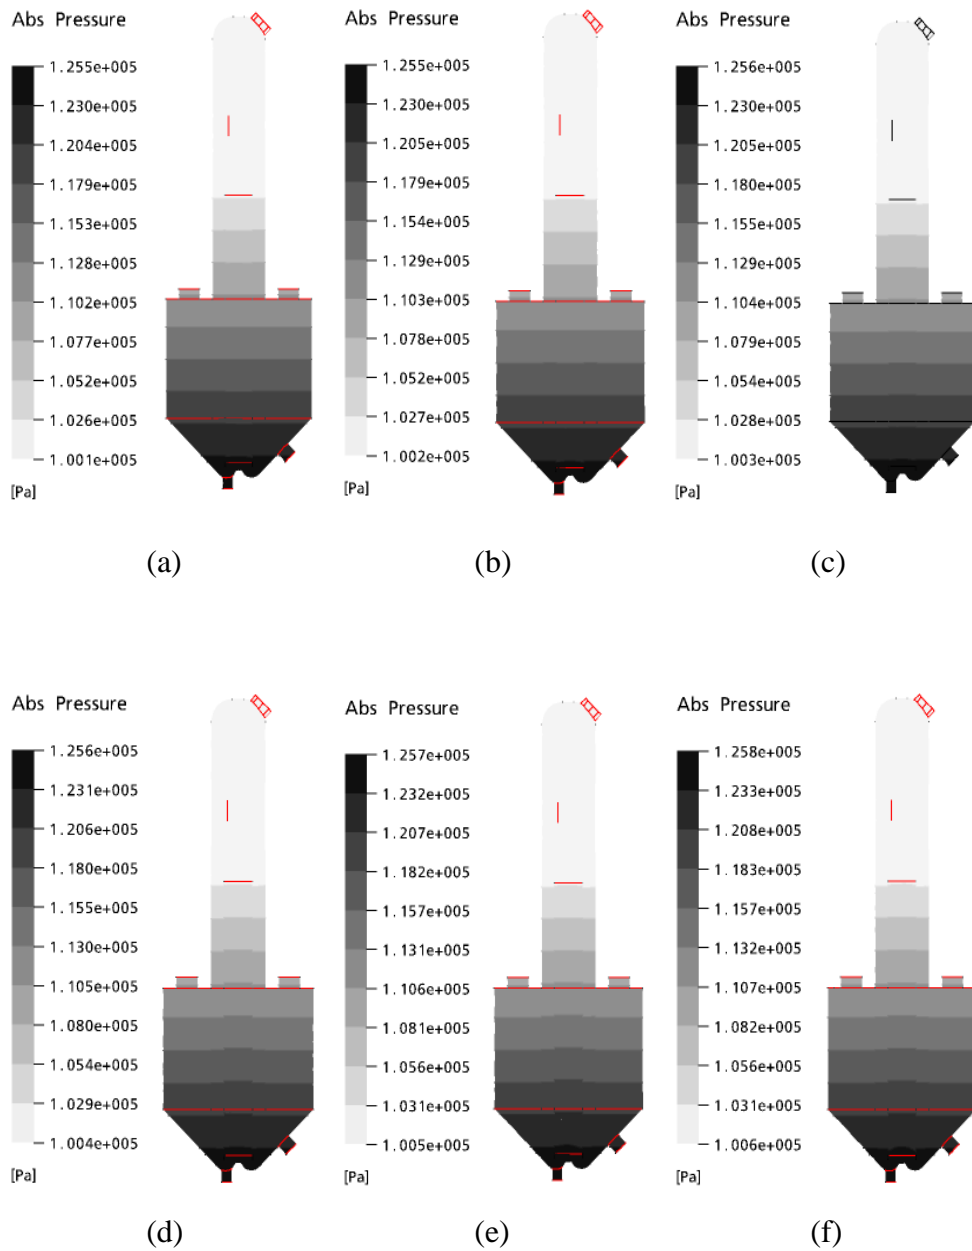 Abs Pressure
1.255e+005
1.230e+005
1.204e+005
1.179e+005
1.153e+005
1.128e+005
1.102e+005
1.077e+005
1.052e+005
1.026e+005
1.001e+005
[Pa]
(a)
Abs Pressure
1.255e+005
1.230e+005
1.205e+005
1.179e+005
1.154e+005
1.128e+005
1.103e+005
1.078e+005
1.052e+005
1.027e+005
1.002e+005
[Pa]
(b)
Abs Pressure
1.256e+005
1.230e+005
1.205e+005
1.180e+005
1.155e+005
1.129e+005
1.104e+005
1.079e+005
1.054e+005
1.028e+005
1.003e+005
[Pa]
(c)
Abs Pressure
1.256e+005
1.231e+005
1.206e+005
1.180e+005
1.155e+005
1.130e+005
1.105e+005
1.080e+005
1.054e+005
1.029e+005
1.004e+005
[Pa]
(d)
Abs Pressure
1.257e+005
1.232e+005
1.207e+005
1.182e+005
1.157e+005
1.131e+005
1.106e+005
1.081e+005
1.056e+005
1.031e+005
1.005e+005
[Pa]
(e)
Abs Pressure
1.258e+005
1.233e+005
1.208e+005
1.183e+005
1.157e+005
1.132e+005
1.107e+005
1.082e+005
1.056e+005
1.031e+005
1.006e+005
[Pa]
(f)